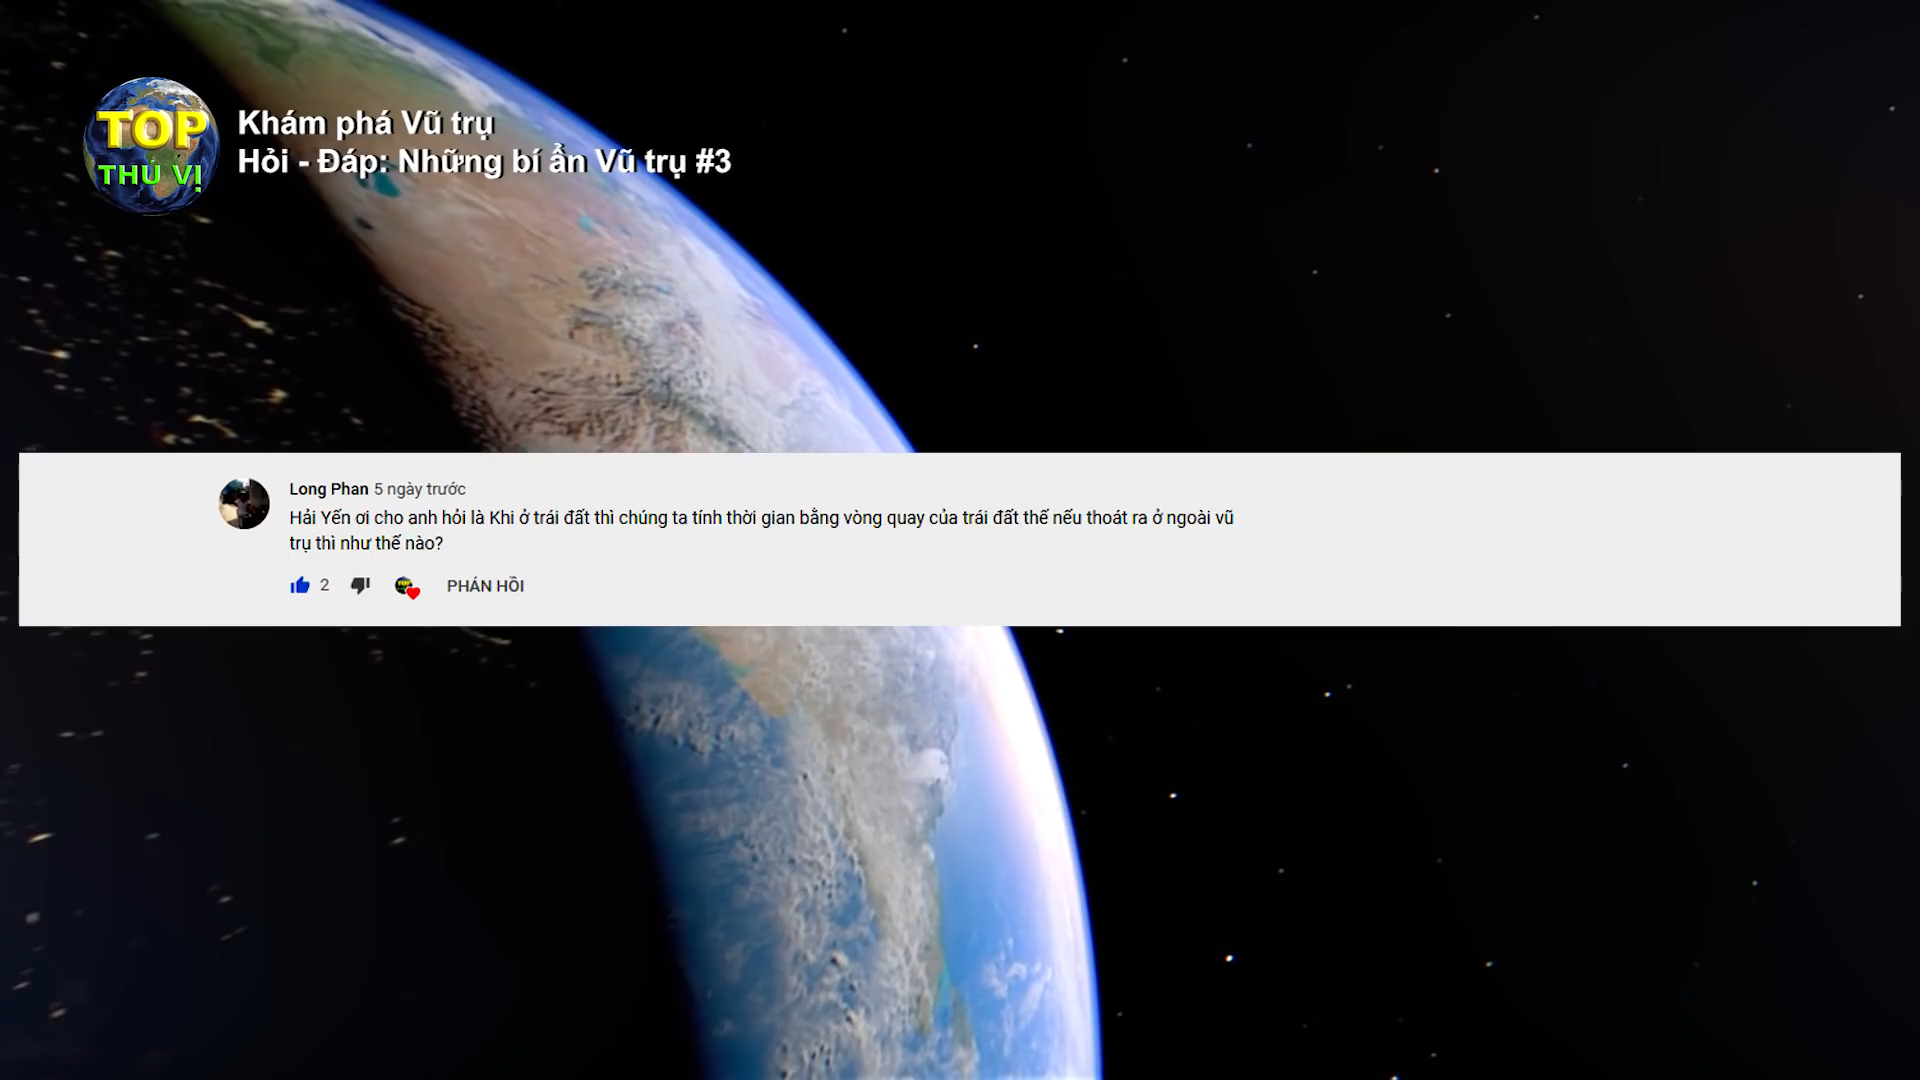 TOP
THÚ VỊ
Khám phá Vũ trụ
Hỏi - Đáp: Những bí ẩn Vũ trụ #3
Long Phan 5 ngày trước
Hải Yến ơi cho anh hỏi là Khi ở trái đất thì chúng ta tính thời gian bằng vòng quay của trái đất thế nếu thoát ra ở ngoài vũ
trụ thì như thế nào?
2 PHẢN HỒI